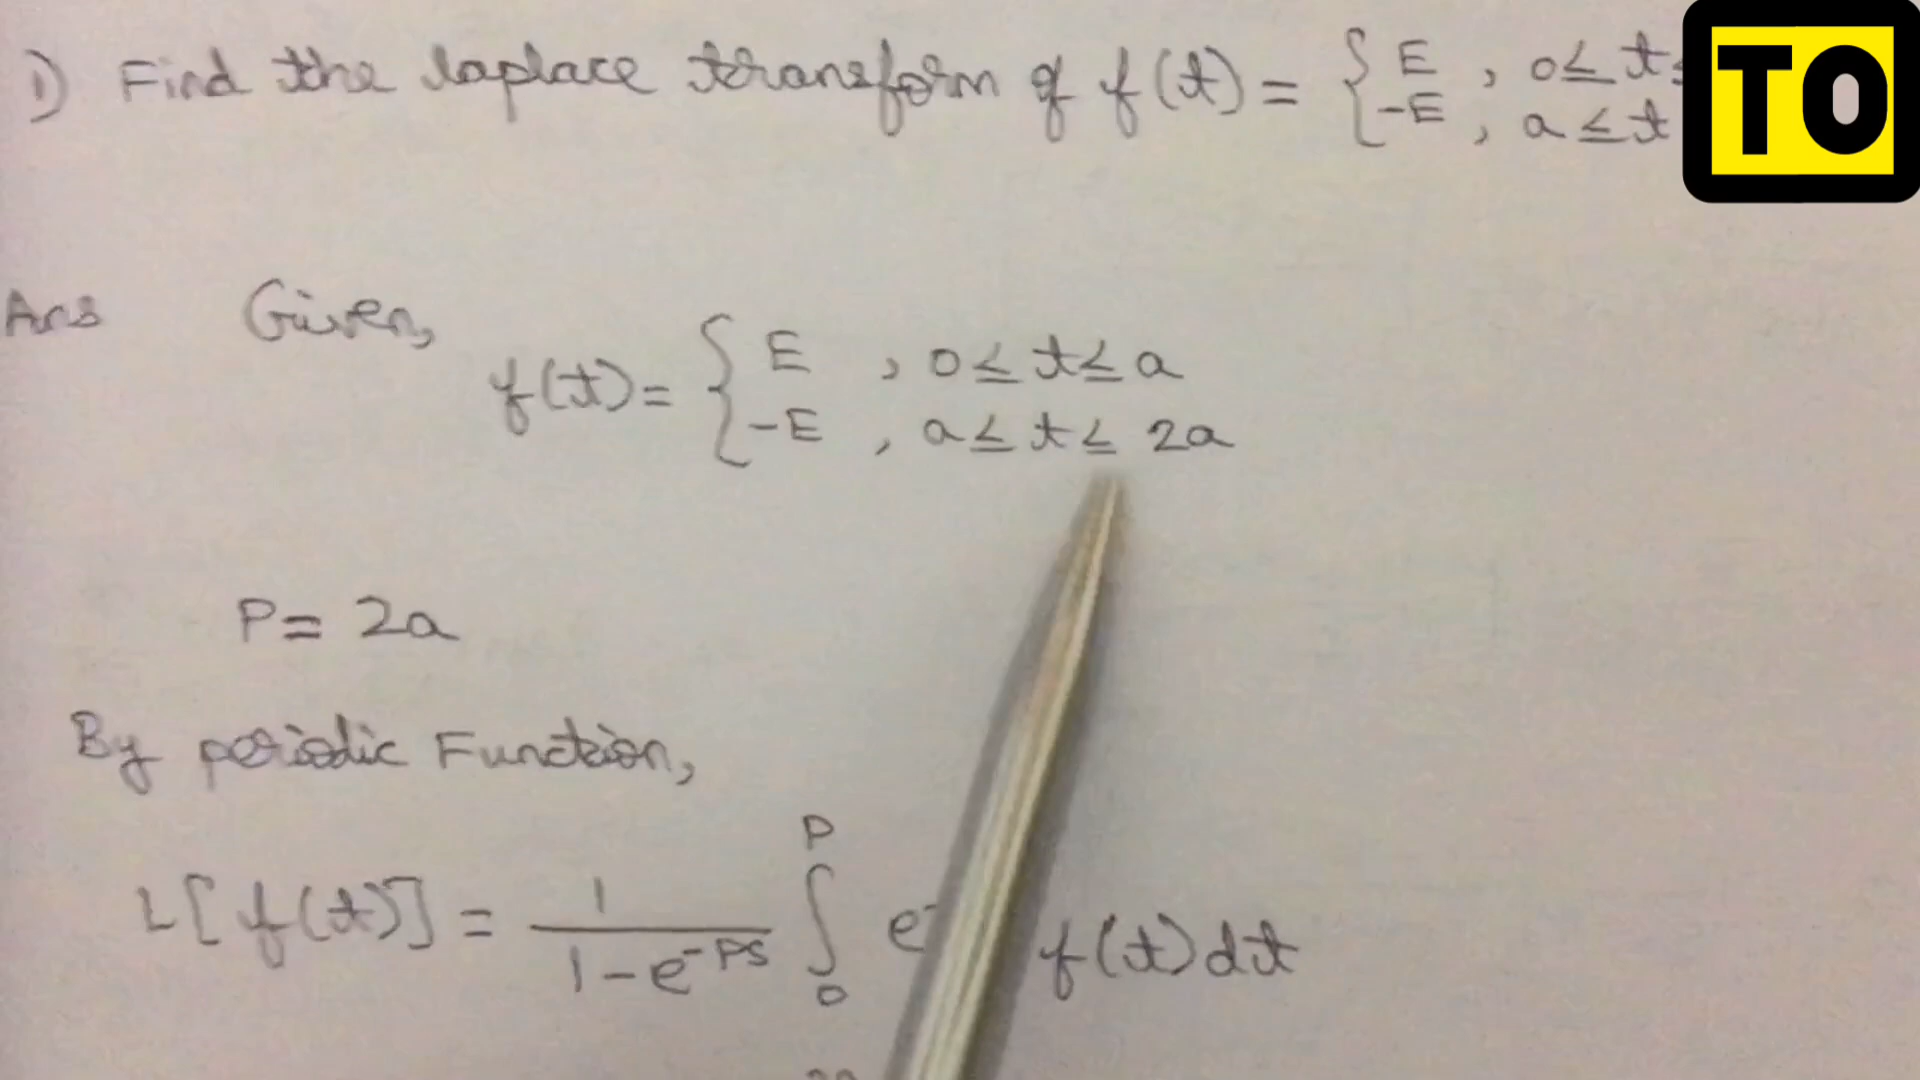 1) Find the laplace transform of f(t) = { E , 0 ≤ t ≤
-E , a ≤ t
TO
Ans Given,
f(t) = { E , 0 ≤ t ≤ a
-E , a ≤ t ≤ 2a
P = 2a
By periodic Function,
L[f(t)] = 1/(1-e^-PS) ∫_0^P e^- f(t) dt